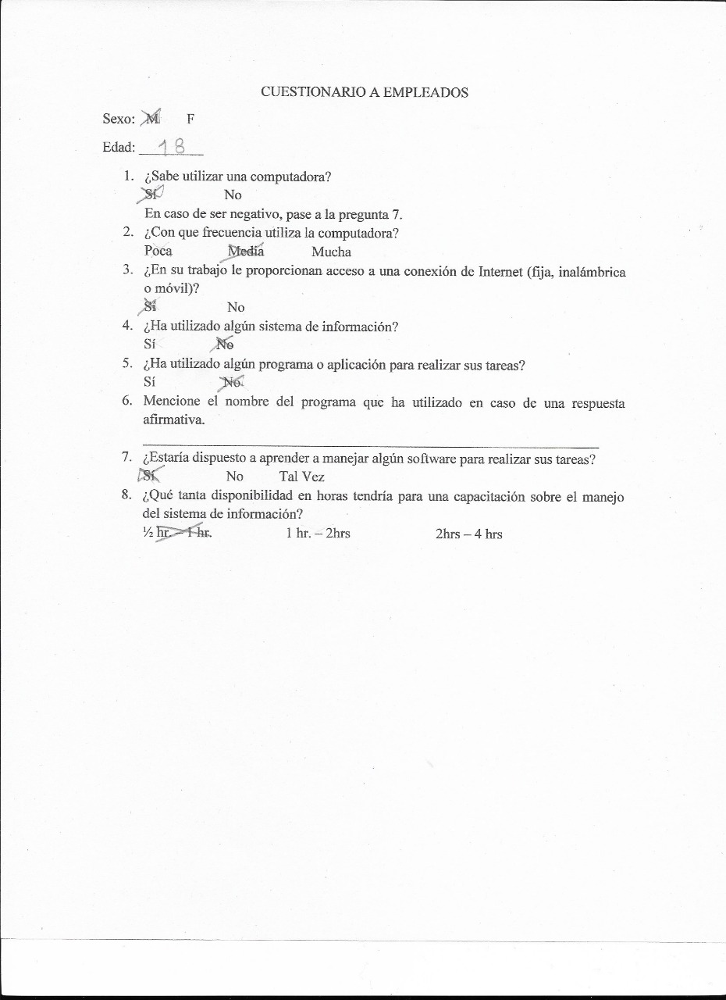 CUESTIONARIO A EMPLEADOS
Sexo: M F
Edad: 18
1. ¿Sabe utilizar una computadora?
Sí No
En caso de ser negativo, pase a la pregunta 7.
2. ¿Con que frecuencia utiliza la computadora?
Poca Media Mucha
3. ¿En su trabajo le proporcionan acceso a una conexión de Internet (fija, inalámbrica
o móvil)?
Sí No
4. ¿Ha utilizado algún sistema de información?
Sí No
5. ¿Ha utilizado algún programa o aplicación para realizar sus tareas?
Sí No
6. Mencione el nombre del programa que ha utilizado en caso de una respuesta
afirmativa.
7. ¿Estaría dispuesto a aprender a manejar algún software para realizar sus tareas?
Sí No Tal Vez
8. ¿Qué tanta disponibilidad en horas tendría para una capacitación sobre el manejo
del sistema de información?
½ hr. – 1 hr. 1 hr. – 2hrs 2hrs – 4 hrs